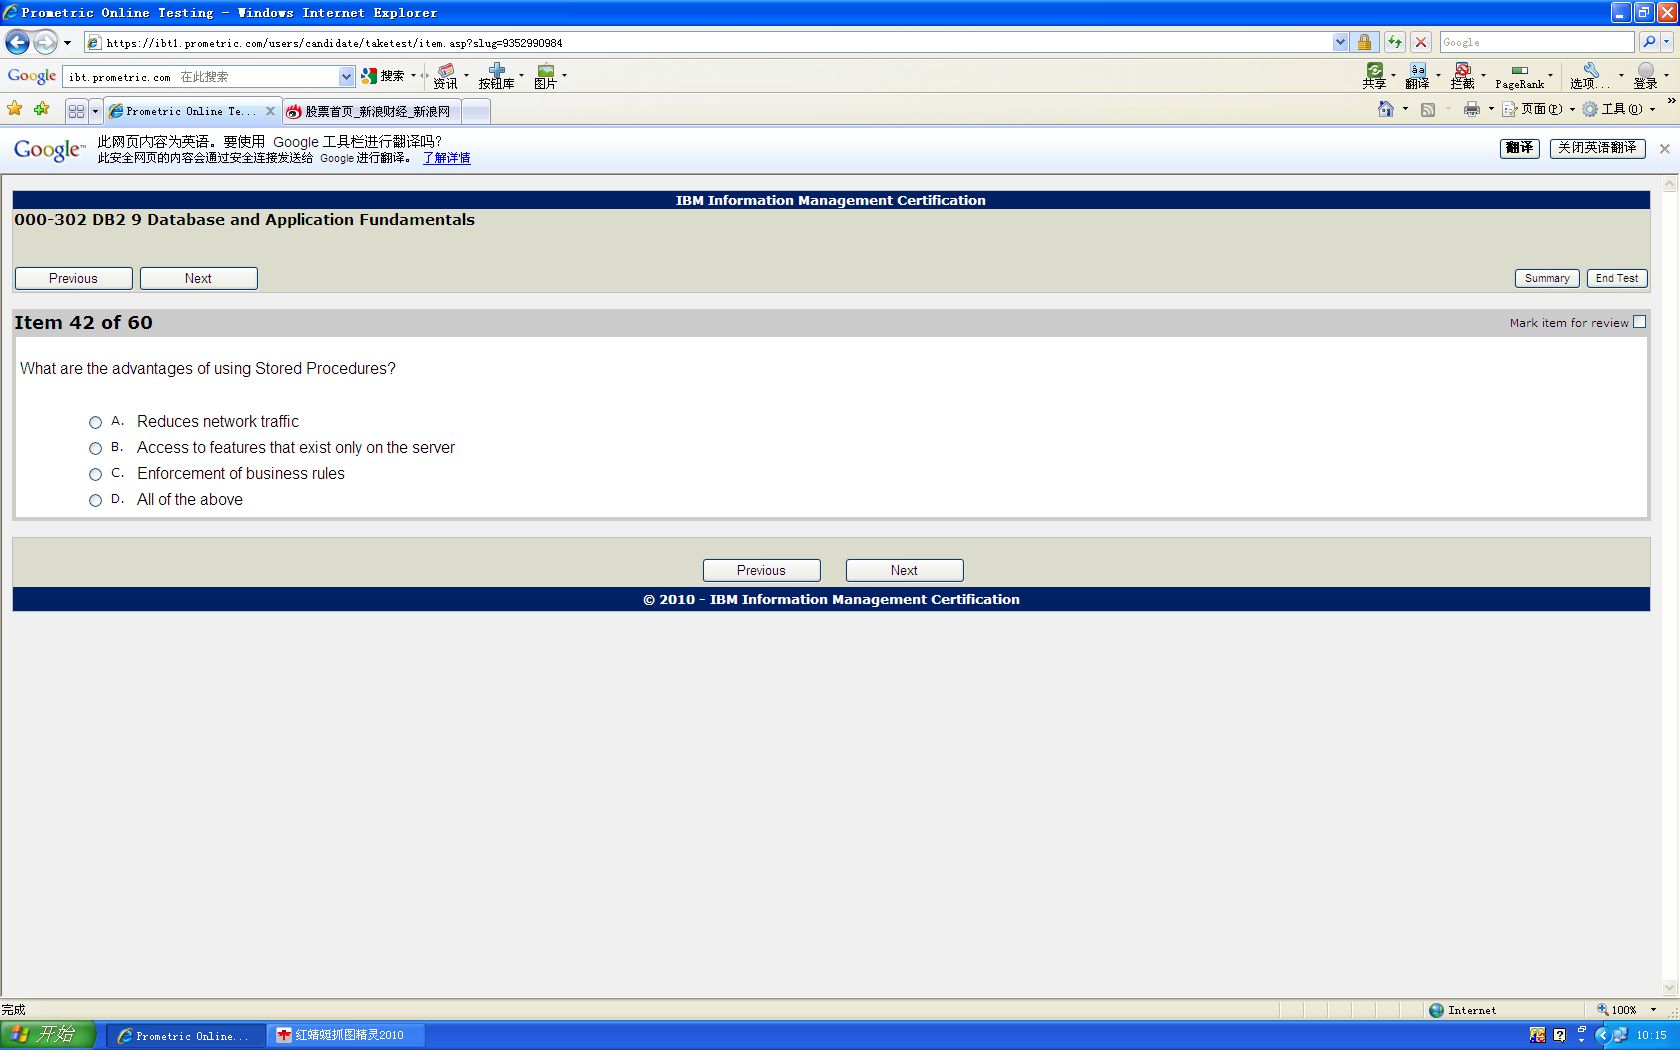 Prometric Online Testing - Windows Internet Explorer
https://ibt1.prometric.com/users/candidate/taketest/item.asp?slug=9352990984
Google
Google
ibt.prometric.com 在此搜索
搜索
资讯
按钮库
图片
共享
翻译
拦截
PageRank
选项...
登录
Prometric Online Te...
股票首页_新浪财经_新浪网
页面(P)
工具(O)
»
Google™
此网页内容为英语。要使用 Google 工具栏进行翻译吗?
此安全网页的内容会通过安全连接发送给 Google 进行翻译。 了解详情
翻译
关闭英语翻译
IBM Information Management Certification
000-302 DB2 9 Database and Application Fundamentals
Previous
Next
Summary
End Test
Item 42 of 60
Mark item for review
What are the advantages of using Stored Procedures?
A. Reduces network traffic
B. Access to features that exist only on the server
C. Enforcement of business rules
D. All of the above
Previous
Next
© 2010 - IBM Information Management Certification
完成
Internet
100%
开始
Prometric Online...
红蜻蜓抓图精灵2010
10:15